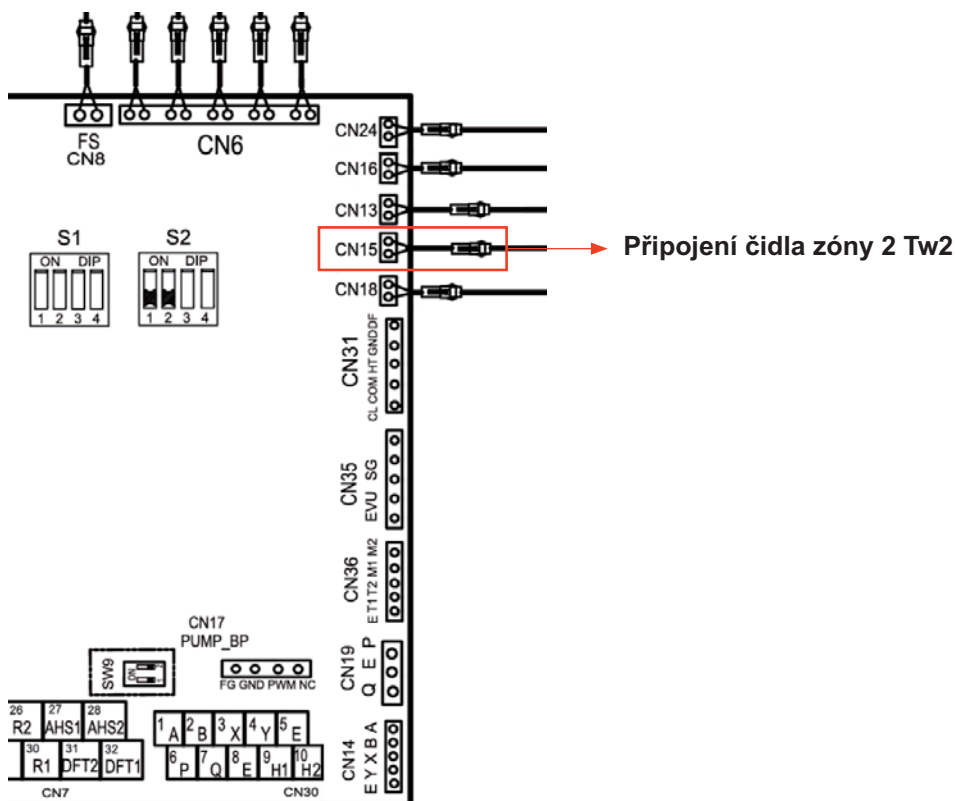 FS
CN8
CN6
CN24
CN16
CN13
CN15
Připojení čidla zóny 2 Tw2
CN18
S1
ON DIP
1 2 3 4
S2
ON DIP
1 2 3 4
CN31
CL COM HT GND DF
CN35
EVU SG
CN36
E T1 T2 M1 M2
CN17
PUMP_BP
FG GND PWM NC
SW9
ON
1 2
CN19
Q E P
CN14
E Y X B A
26 R2 27 AHS1 28 AHS2
30 R1 31 DFT2 32 DFT1
CN7
1 A 2 B 3 X 4 Y 5 E
6 P 7 Q 8 E 9 H1 10 H2
CN30